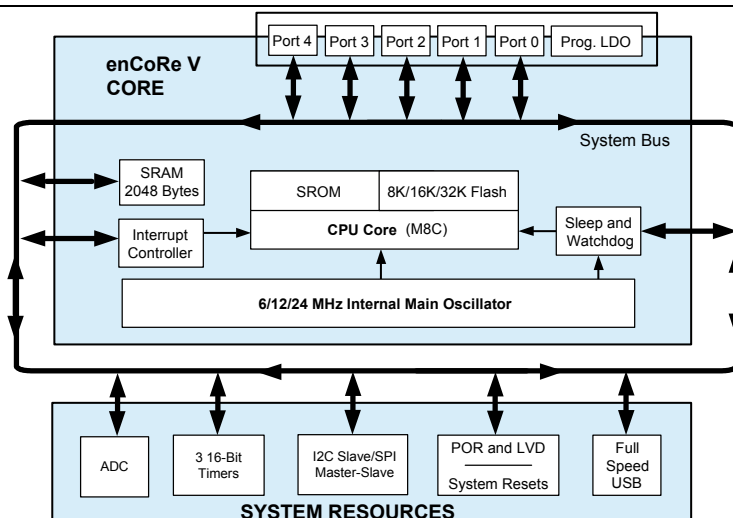 Port 4
Port 3
Port 2
Port 1
Port 0
Prog. LDO
enCoRe V
CORE
System Bus
SRAM
2048 Bytes
SROM
8K/16K/32K Flash
CPU Core (M8C)
Interrupt
Controller
Sleep and
Watchdog
6/12/24 MHz Internal Main Oscillator
ADC
3 16-Bit
Timers
I2C Slave/SPI
Master-Slave
POR and LVD
System Resets
Full
Speed
USB
SYSTEM RESOURCES